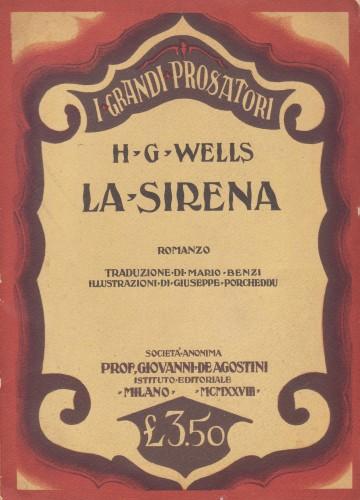 I·GRANDI·PROSATORI
H·G·WELLS
LA·SIRENA
ROMANZO
TRADUZIONE·DI·MARIO·BENZI
ILLUSTRAZIONI·DI·GIUSEPPE·PORCHEDDU
SOCIETÀ·ANONIMA
PROF. GIOVANNI·DE AGOSTINI
ISTITUTO·EDITORIALE
·MILANO· ·MCMXXVIII·
£3.50